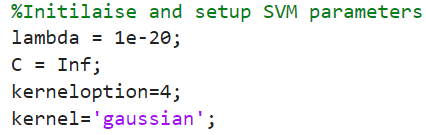 %Initilaise and setup SVM parameters
lambda = 1e-20;
C = Inf;
kerneloption=4;
kernel='gaussian';